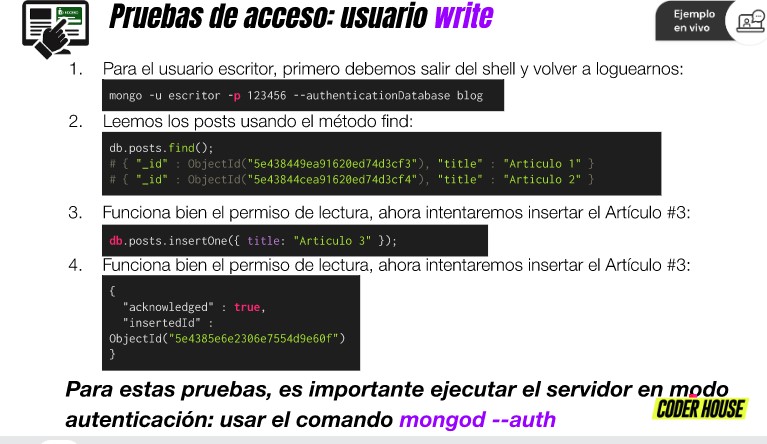 Pruebas de acceso: usuario write
Ejemplo
en vivo
1. Para el usuario escritor, primero debemos salir del shell y volver a loguearnos:
mongo -u escritor -p 123456 --authenticationDatabase blog
2. Leemos los posts usando el método find:
db.posts.find();
# { "_id" : ObjectId("5e438449ea91620ed74d3cf3"), "title" : "Articulo 1" }
# { "_id" : ObjectId("5e43844cea91620ed74d3cf4"), "title" : "Articulo 2" }
3. Funciona bien el permiso de lectura, ahora intentaremos insertar el Artículo #3:
db.posts.insertOne({ title: "Articulo 3" });
4. Funciona bien el permiso de lectura, ahora intentaremos insertar el Artículo #3:
{
"acknowledged" : true,
"insertedId" :
ObjectId("5e4385e6e2306e7554d9e60f")
}
Para estas pruebas, es importante ejecutar el servidor en modo
autenticación: usar el comando mongod --auth
CODER HOUSE